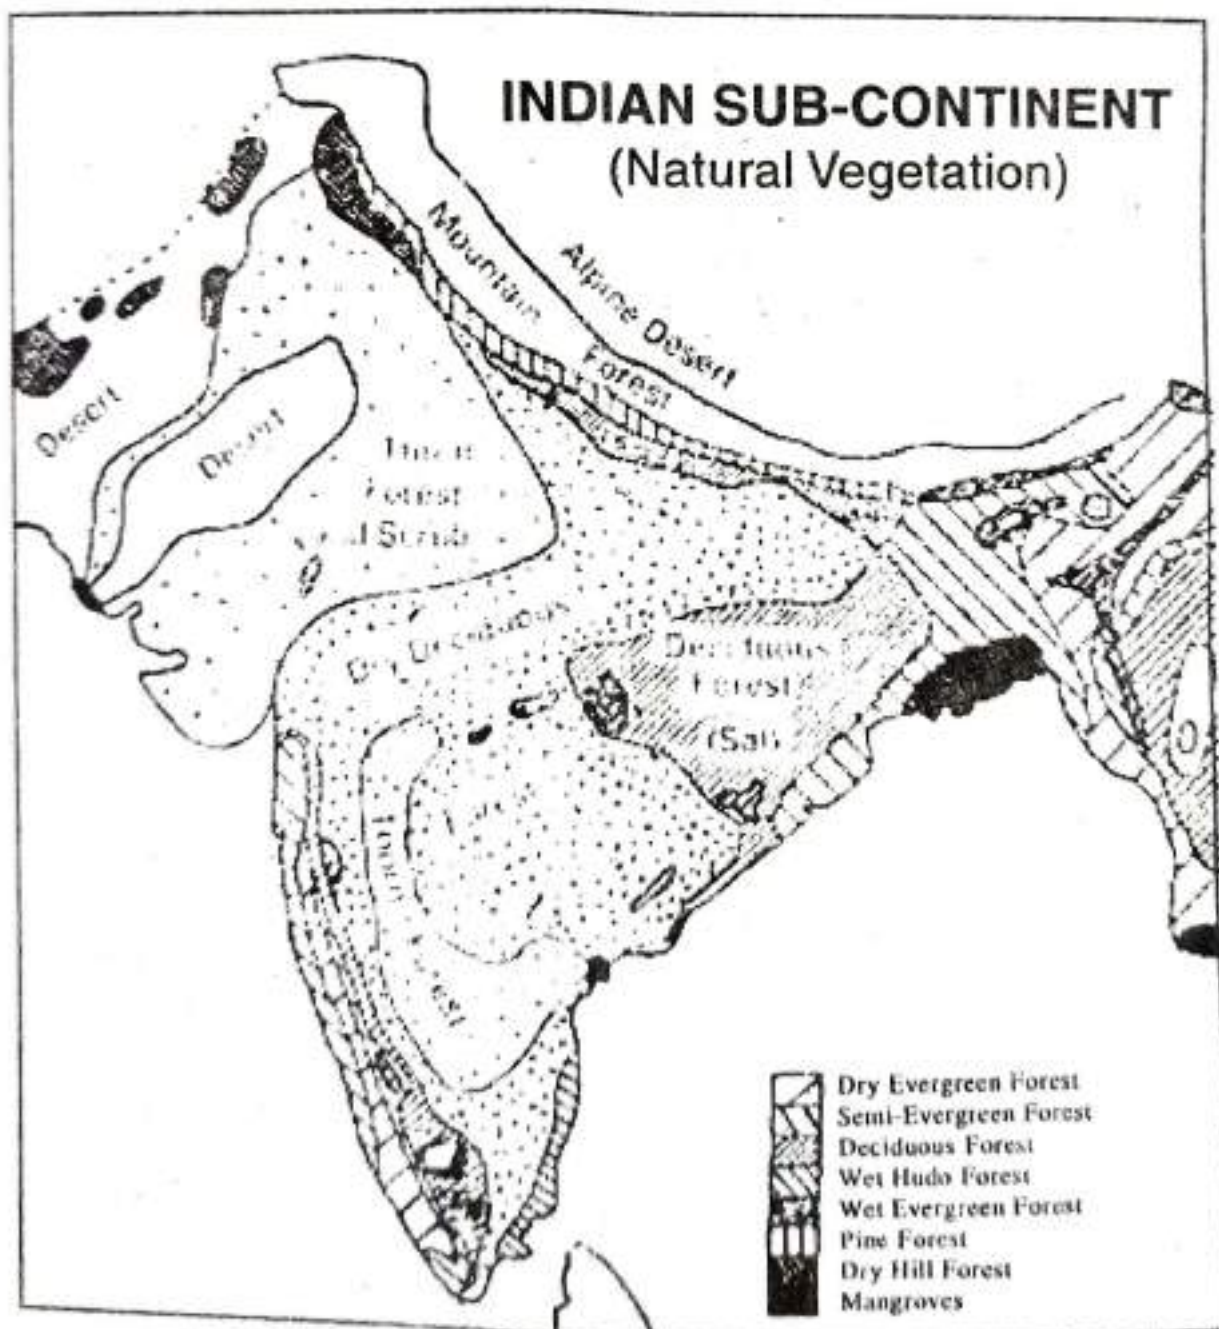 INDIAN SUB-CONTINENT
(Natural Vegetation)
Mountain
Forest
Alpine Desert
Desert
Desert
Forest
Dry Deciduous
Deciduous
Forest
(Sal)
Dry Evergreen Forest
Semi-Evergreen Forest
Deciduous Forest
Wet Hudo Forest
Wet Evergreen Forest
Pine Forest
Dry Hill Forest
Mangroves